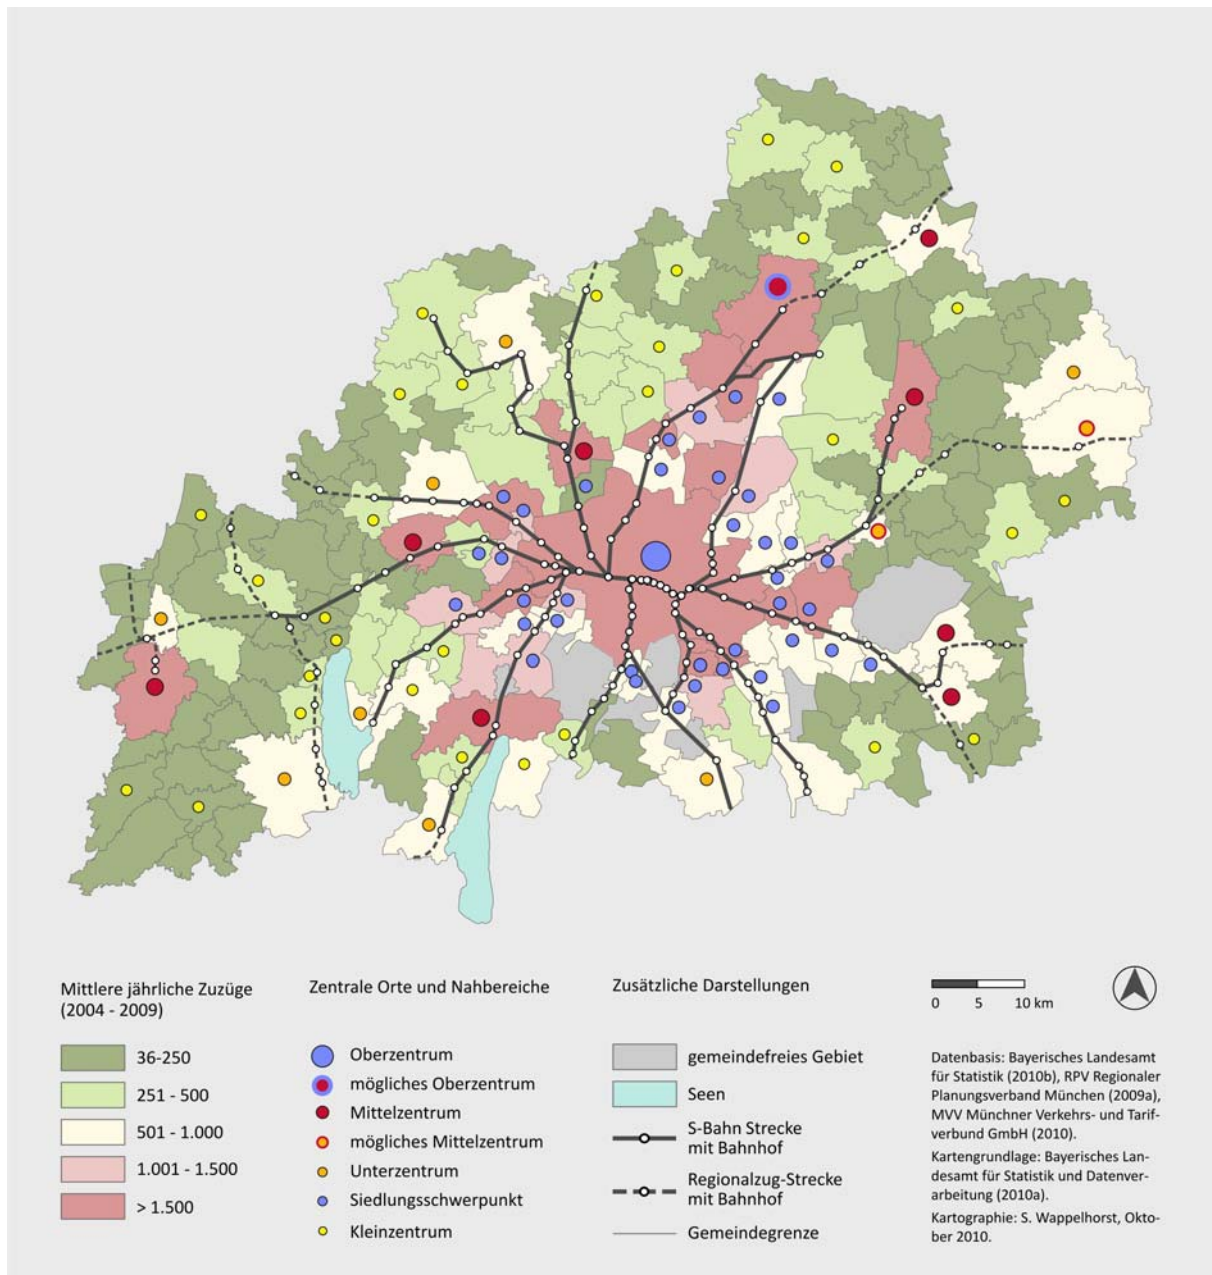 Mittlere jährliche Zuzüge
(2004 - 2009)
36-250
251 - 500
501 - 1.000
1.001 - 1.500
> 1.500
Zentrale Orte und Nahbereiche
Oberzentrum
mögliches Oberzentrum
Mittelzentrum
mögliches Mittelzentrum
Unterzentrum
Siedlungsschwerpunkt
Kleinzentrum
Zusätzliche Darstellungen
gemeindefreies Gebiet
Seen
S-Bahn Strecke
mit Bahnhof
Regionalzug-Strecke
mit Bahnhof
Gemeindegrenze
0 5 10 km
Datenbasis: Bayerisches Landesamt
für Statistik (2010b), RPV Regionaler
Planungsverband München (2009a),
MVV Münchner Verkehrs- und Tarif-
verbund GmbH (2010).
Kartengrundlage: Bayerisches Lan-
desamt für Statistik und Datenver-
arbeitung (2010a).
Kartographie: S. Wappelhorst, Okto-
ber 2010.